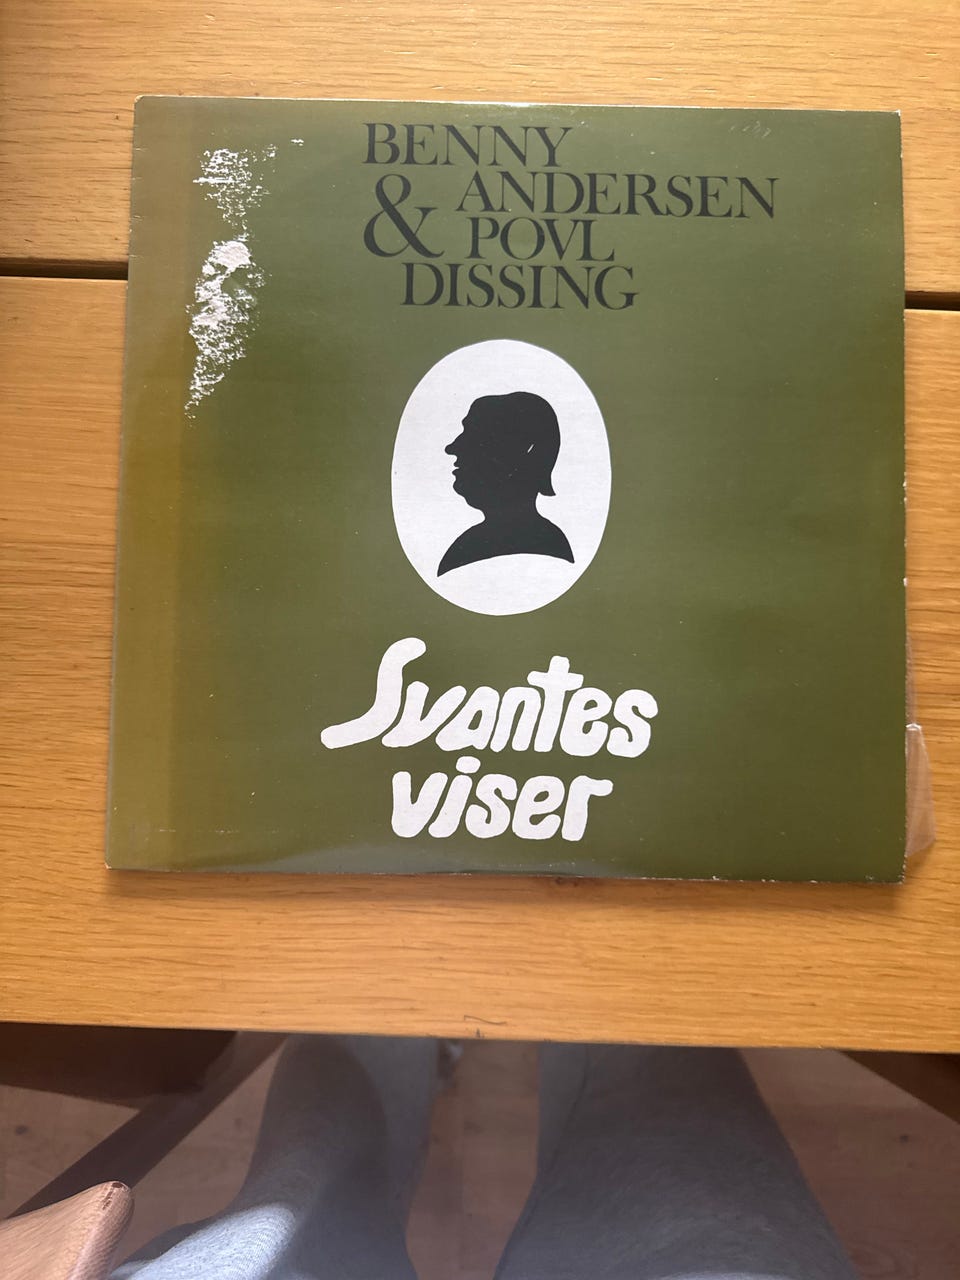 BENNY
& ANDERSEN
POVL
DISSING
Svantes
viser